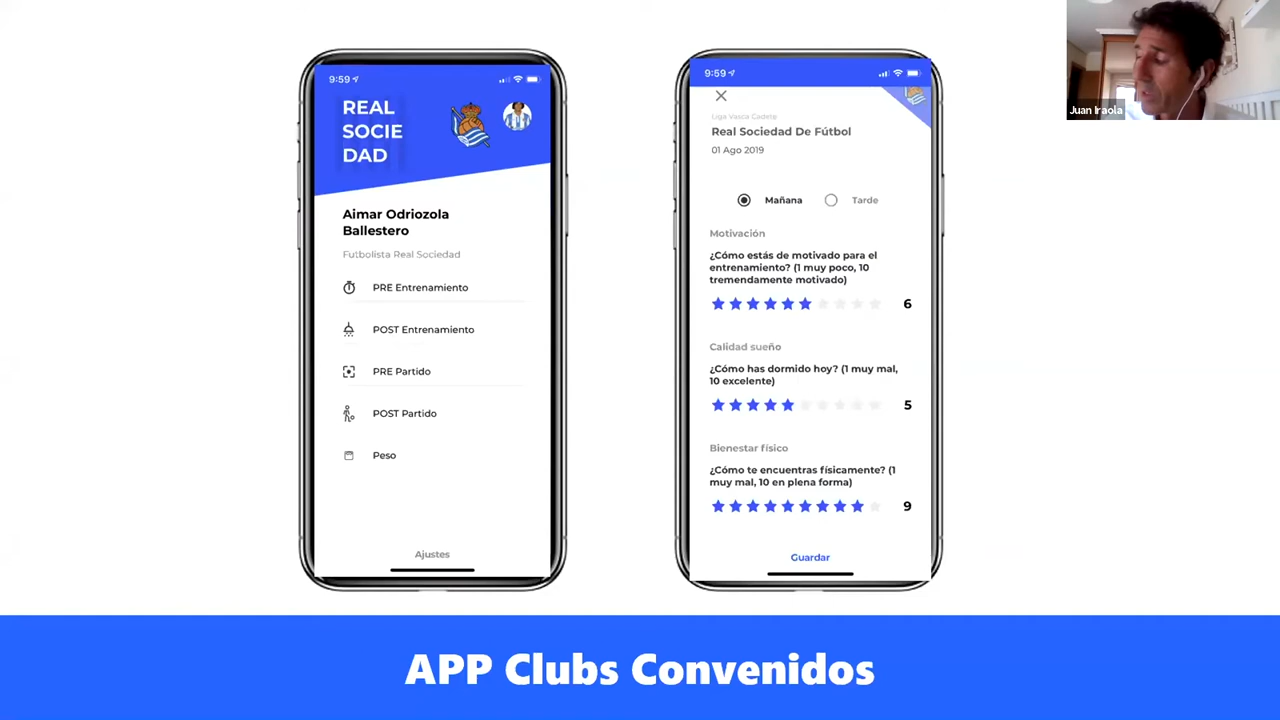 9:59
REAL
SOCIE
DAD
Aimar Odriozola
Ballestero
Futbolista Real Sociedad
PRE Entrenamiento
POST Entrenamiento
PRE Partido
POST Partido
Peso
Ajustes
9:59
Liga Vasca Cadete
Real Sociedad De Fútbol
01 Ago 2019
Mañana Tarde
Motivación
¿Cómo estás de motivado para el
entrenamiento? (1 muy poco, 10
tremendamente motivado)
6
Calidad sueño
¿Cómo has dormido hoy? (1 muy mal,
10 excelente)
5
Bienestar físico
¿Cómo te encuentras físicamente? (1
muy mal, 10 en plena forma)
9
Guardar
Juan Iraola
APP Clubs Convenidos